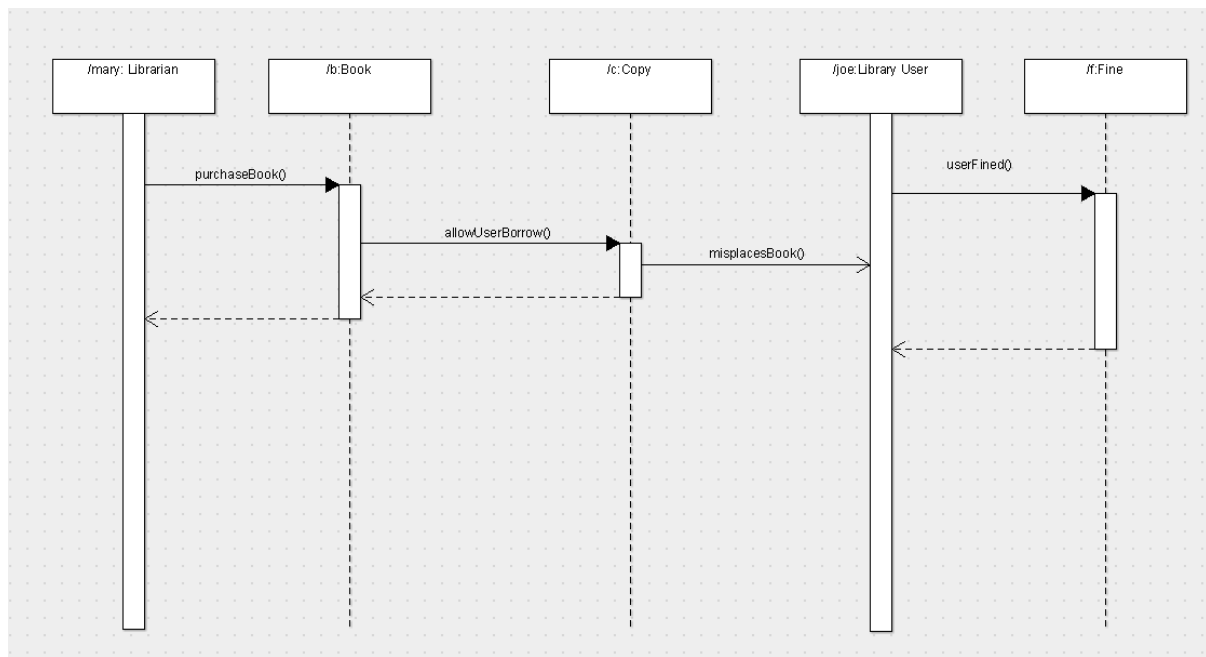 /mary: Librarian
/b:Book
/c:Copy
/joe:Library User
/f:Fine
purchaseBook()
userFined()
allowUserBorrow()
misplacesBook()